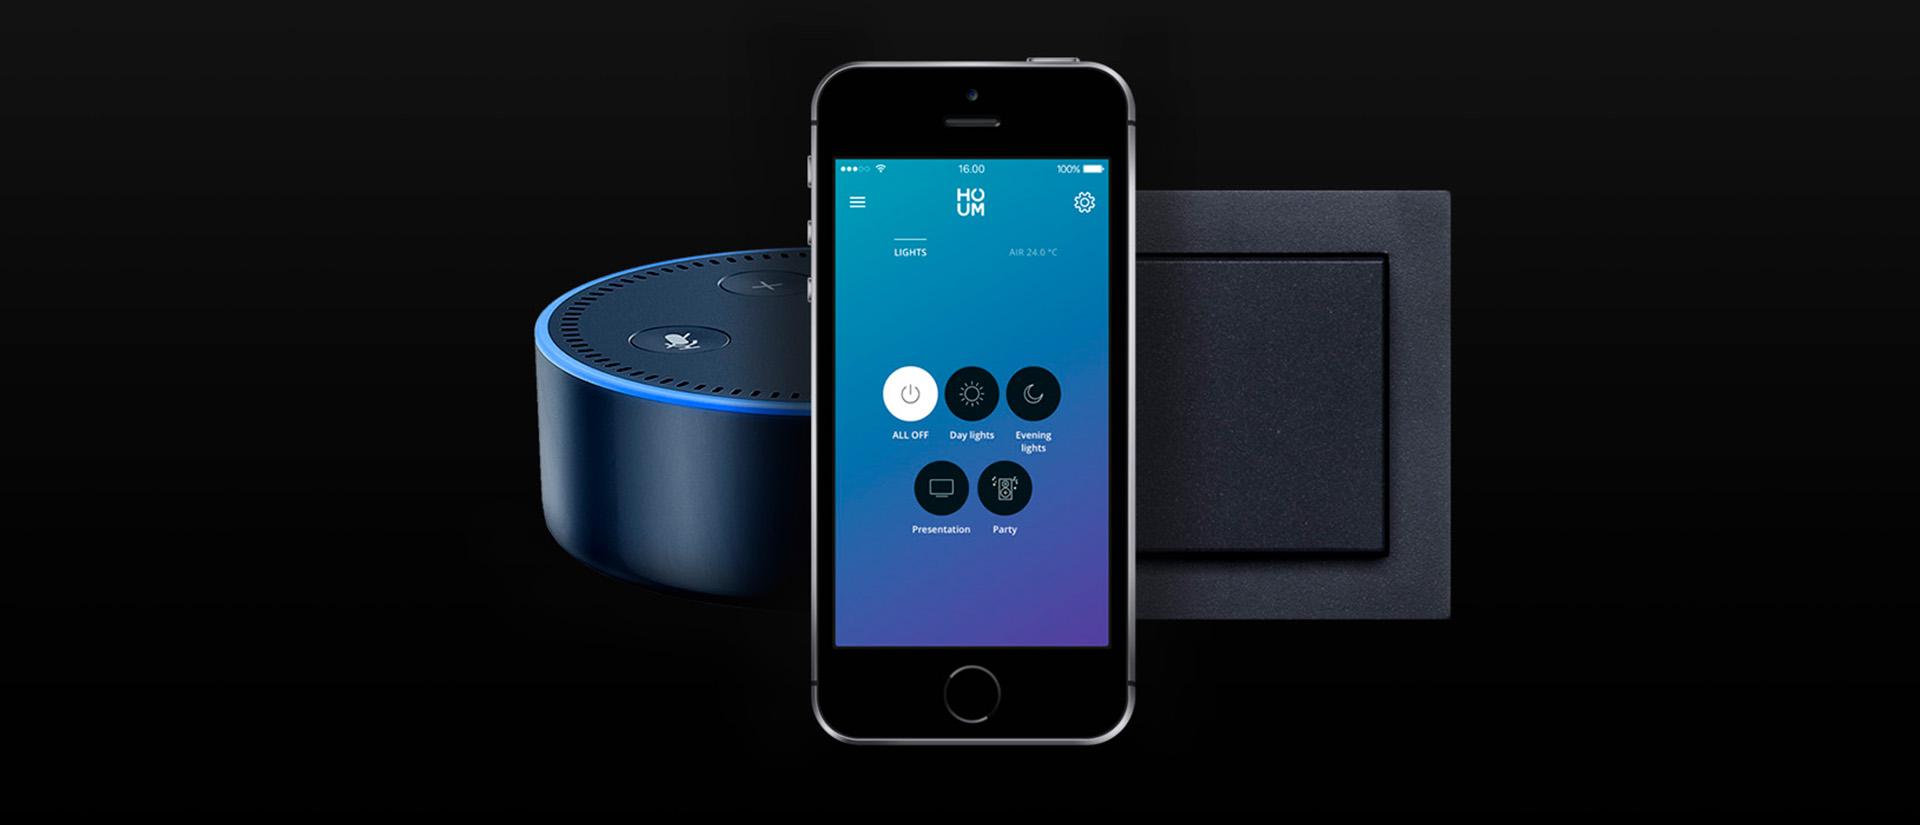 16.00
100%
HO
UM
LIGHTS
AIR 24.0 °C
ALL OFF
Day lights
Evening
lights
Presentation
Party